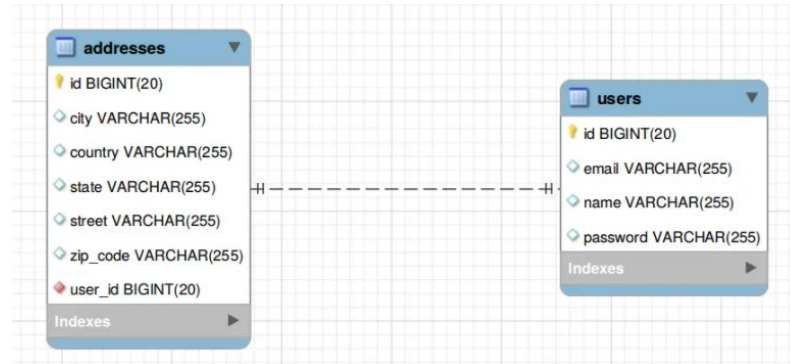 addresses
id BIGINT(20)
city VARCHAR(255)
country VARCHAR(255)
state VARCHAR(255)
street VARCHAR(255)
zip_code VARCHAR(255)
user_id BIGINT(20)
Indexes
users
id BIGINT(20)
email VARCHAR(255)
name VARCHAR(255)
password VARCHAR(255)
Indexes